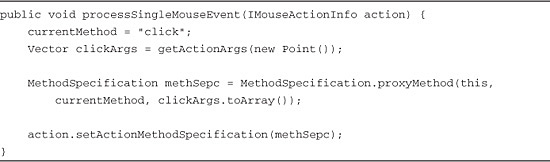 public void processSingleMouseEvent(IMouseActionInfo action) {
    currentMethod = "click";
    Vector clickArgs = getActionArgs(new Point());

    MethodSpecification methSepc = MethodSpecification.proxyMethod(this,
        currentMethod, clickArgs.toArray());

    action.setActionMethodSpecification(methSepc);
}